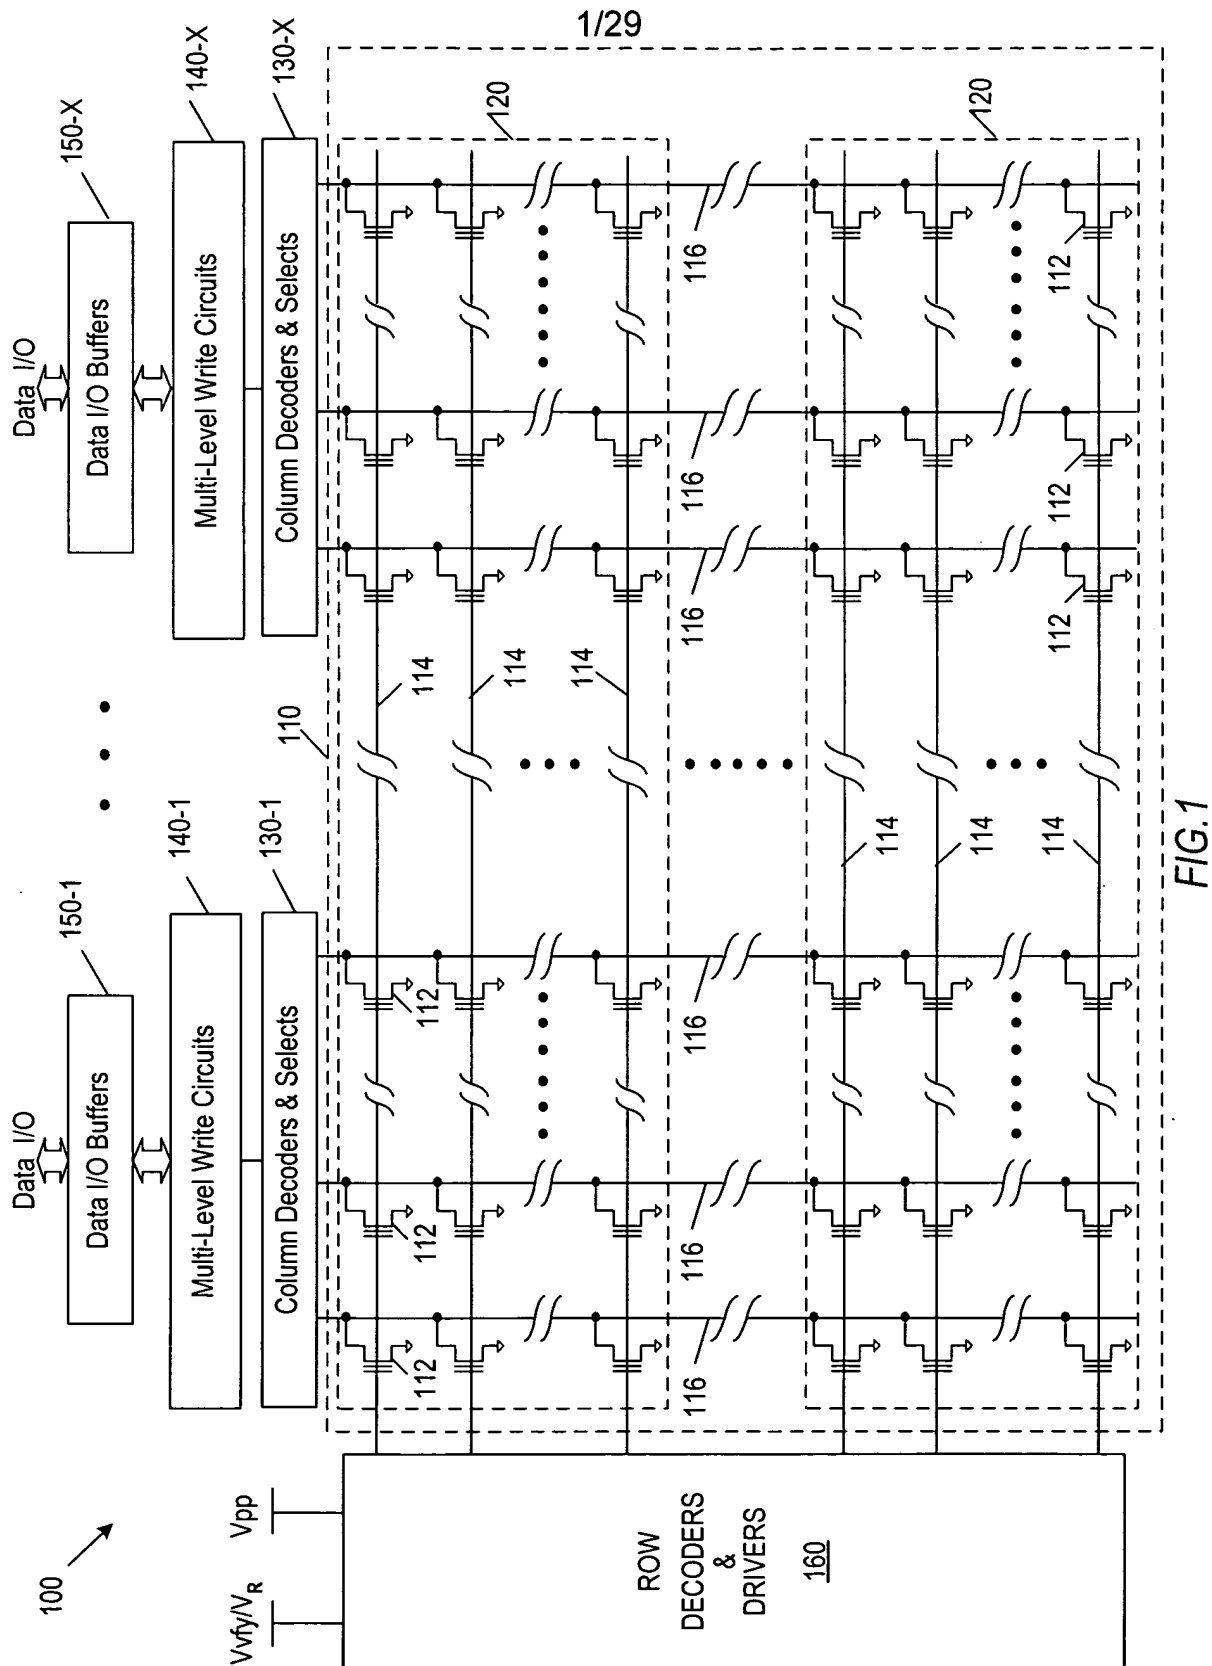 1/29
Data I/O
Data I/O
100
150-1
150-X
Data I/O Buffers
Data I/O Buffers
140-1
140-X
Multi-Level Write Circuits
Multi-Level Write Circuits
Vvfy/V_R
Vpp
130-1
130-X
Column Decoders & Selects
Column Decoders & Selects
110
112
112
112
114
114
114
120
116
116
116
116
116
116
ROW
DECODERS
&
DRIVERS
160
114
114
114
120
112
112
112
FIG.1